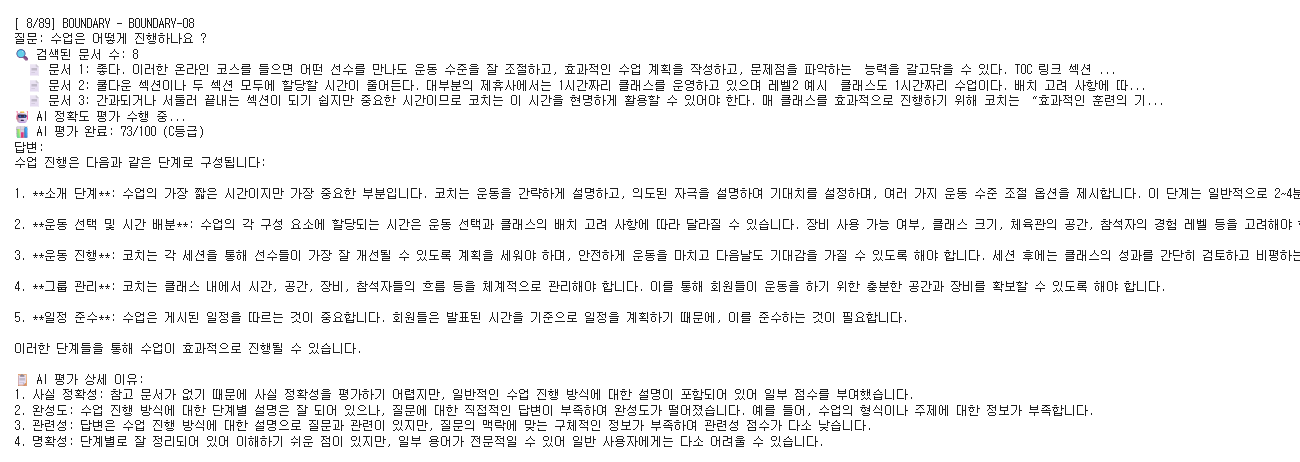 [ 8/89] BOUNDARY - BOUNDARY-08
질문: 수업은 어떻게 진행하나요 ?
🔍 검색된 문서 수: 8
📄 문서 1: 좋다. 이러한 온라인 코스를 들으면 어떤 선수를 만나도 운동 수준을 잘 조절하고, 효과적인 수업 계획을 작성하고, 문제점을 파악하는 능력을 갈고닦을 수 있다. TOC 링크 섹션 ...
📄 문서 2: 쿨다운 섹션이나 두 섹션 모두에 할당할 시간이 줄어든다. 대부분의 제휴사에서는 1시간짜리 클래스를 운영하고 있으며 레벨2 예시 클래스도 1시간짜리 수업이다. 배치 고려 사항에 따...
📄 문서 3: 간과되거나 서둘러 끝내는 섹션이 되기 쉽지만 중요한 시간이므로 코치는 이 시간을 현명하게 활용할 수 있어야 한다. 매 클래스를 효과적으로 진행하기 위해 코치는 “효과적인 훈련의 기...
🤖 AI 정확도 평가 수행 중...
📊 AI 평가 완료: 73/100 (C등급)
답변:
수업 진행은 다음과 같은 단계로 구성됩니다:
1. **소개 단계**: 수업의 가장 짧은 시간이지만 가장 중요한 부분입니다. 코치는 운동을 간략하게 설명하고, 의도된 자극을 설명하며 기대치를 설정하며, 여러 가지 운동 수준 조절 옵션을 제시합니다. 이 단계는 일반적으로 2~4분
2. **운동 선택 및 시간 배분**: 수업의 각 구성 요소에 할당되는 시간은 운동 선택과 클래스의 배치 고려 사항에 따라 달라질 수 있습니다. 장비 사용 가능 여부, 클래스 크기, 체육관의 공간, 참석자의 경험 레벨 등을 고려해야
3. **운동 진행**: 코치는 각 세션을 통해 선수들이 가장 잘 개선될 수 있도록 계획을 세워야 하며, 안전하게 운동을 마치고 다음날도 기대감을 가질 수 있도록 해야 합니다. 세션 후에는 클래스의 성과를 간단히 검토하고 비평하는
4. **그룹 관리**: 코치는 클래스 내에서 시간, 공간, 장비, 참석자들의 흐름 등을 체계적으로 관리해야 합니다. 이를 통해 회원들이 운동을 하기 위한 충분한 공간과 장비를 확보할 수 있도록 해야 합니다.
5. **일정 준수**: 수업은 게시된 일정을 따르는 것이 중요합니다. 회원들은 발표된 시간을 기준으로 일정을 계획하기 때문에, 이를 준수하는 것이 필요합니다.
이러한 단계들을 통해 수업이 효과적으로 진행될 수 있습니다.
📋 AI 평가 상세 이유:
1. 사실 정확성: 참고 문서가 없기 때문에 사실 정확성을 평가하기 어렵지만, 일반적인 수업 진행 방식에 대한 설명이 포함되어 있어 일부 점수를 부여했습니다.
2. 완성도: 수업 진행 방식에 대한 단계별 설명은 잘 되어 있으나, 질문에 대한 직접적인 답변이 부족하여 완성도가 떨어졌습니다. 예를 들어, 수업의 형식이나 주제에 대한 정보가 부족합니다.
3. 관련성: 답변은 수업 진행 방식에 대한 설명으로 질문과 관련이 있지만, 질문의 맥락에 맞는 구체적인 정보가 부족하여 관련성 점수가 다소 낮습니다.
4. 명확성: 단계별로 잘 정리되어 있어 이해하기 쉬운 점이 있지만, 일부 용어가 전문적일 수 있어 일반 사용자에게는 다소 어려울 수 있습니다.